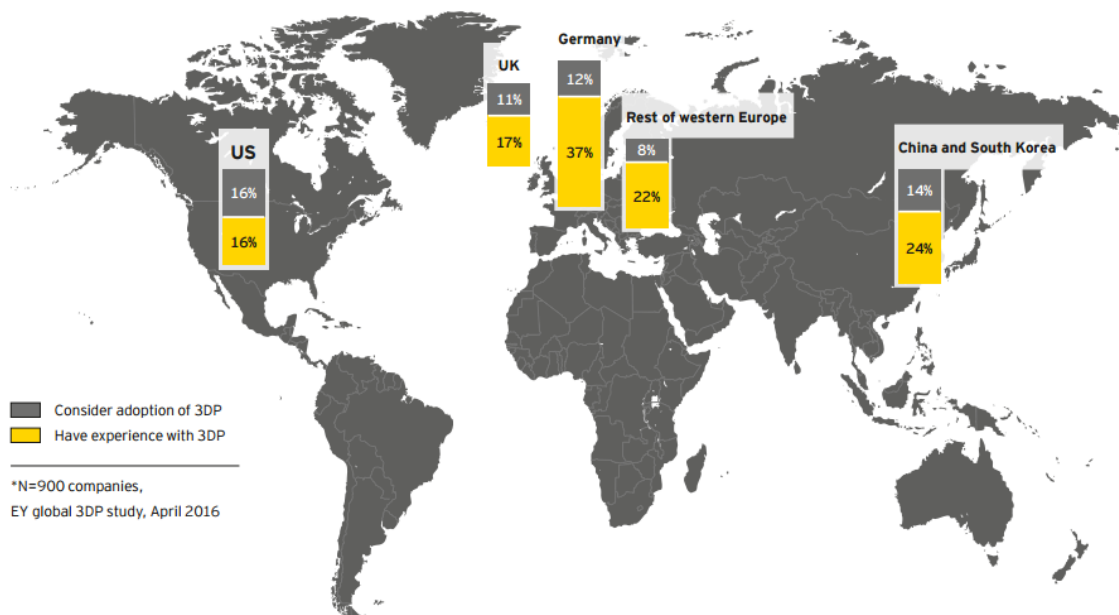 Germany
12%
37%
UK
11%
17%
Rest of western Europe
8%
22%
US
16%
16%
China and South Korea
14%
24%
Consider adoption of 3DP
Have experience with 3DP
*N=900 companies,
EY global 3DP study, April 2016